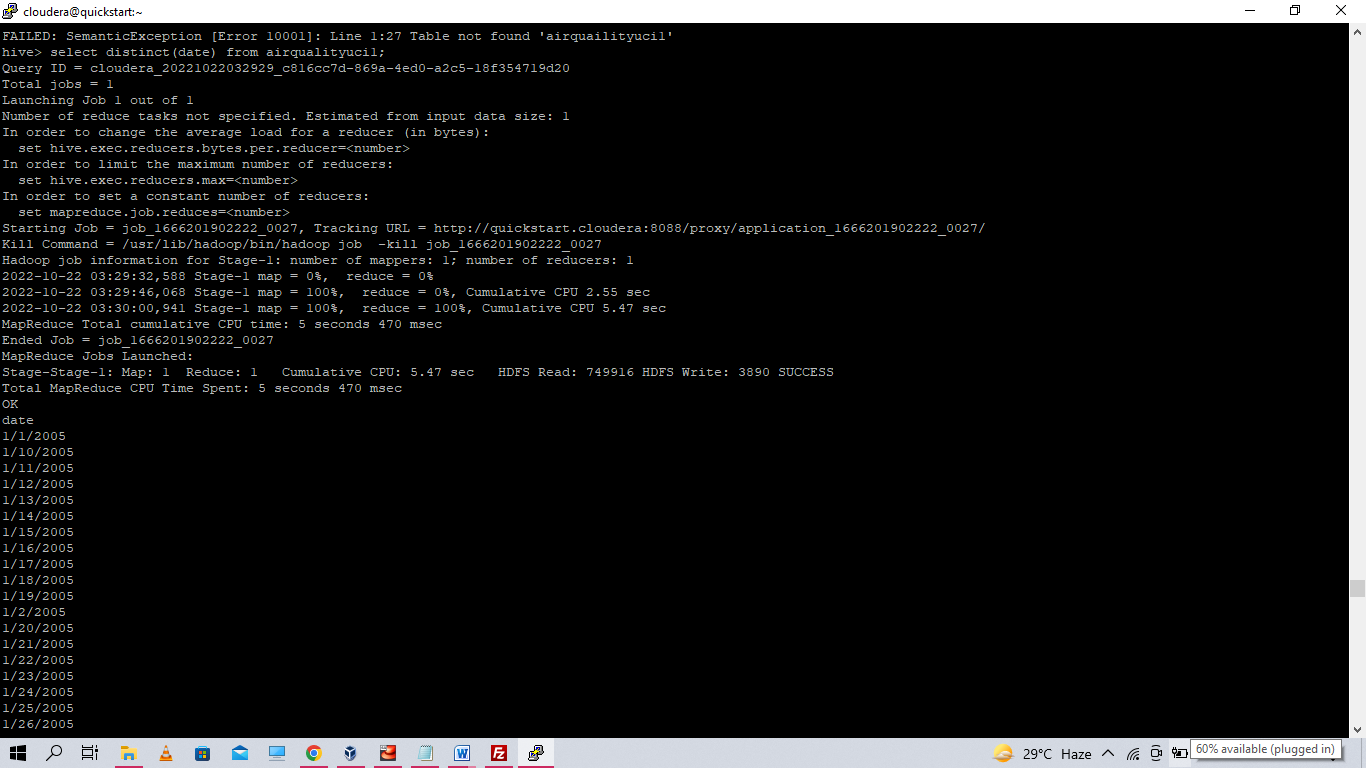 cloudera@quickstart:~
FAILED: SemanticException [Error 10001]: Line 1:27 Table not found 'airquailityuci1'
hive> select distinct(date) from airqualityuci1;
Query ID = cloudera_20221022032929_c816cc7d-869a-4ed0-a2c5-18f354719d20
Total jobs = 1
Launching Job 1 out of 1
Number of reduce tasks not specified. Estimated from input data size: 1
In order to change the average load for a reducer (in bytes):
  set hive.exec.reducers.bytes.per.reducer=<number>
In order to limit the maximum number of reducers:
  set hive.exec.reducers.max=<number>
In order to set a constant number of reducers:
  set mapreduce.job.reduces=<number>
Starting Job = job_1666201902222_0027, Tracking URL = http://quickstart.cloudera:8088/proxy/application_1666201902222_0027/
Kill Command = /usr/lib/hadoop/bin/hadoop job  -kill job_1666201902222_0027
Hadoop job information for Stage-1: number of mappers: 1; number of reducers: 1
2022-10-22 03:29:32,588 Stage-1 map = 0%,  reduce = 0%
2022-10-22 03:29:46,068 Stage-1 map = 100%,  reduce = 0%, Cumulative CPU 2.55 sec
2022-10-22 03:30:00,941 Stage-1 map = 100%,  reduce = 100%, Cumulative CPU 5.47 sec
MapReduce Total cumulative CPU time: 5 seconds 470 msec
Ended Job = job_1666201902222_0027
MapReduce Jobs Launched:
Stage-Stage-1: Map: 1  Reduce: 1   Cumulative CPU: 5.47 sec   HDFS Read: 749916 HDFS Write: 3890 SUCCESS
Total MapReduce CPU Time Spent: 5 seconds 470 msec
OK
date
1/1/2005
1/10/2005
1/11/2005
1/12/2005
1/13/2005
1/14/2005
1/15/2005
1/16/2005
1/17/2005
1/18/2005
1/19/2005
1/2/2005
1/20/2005
1/21/2005
1/22/2005
1/23/2005
1/24/2005
1/25/2005
1/26/2005
29°C Haze
60% available (plugged in)